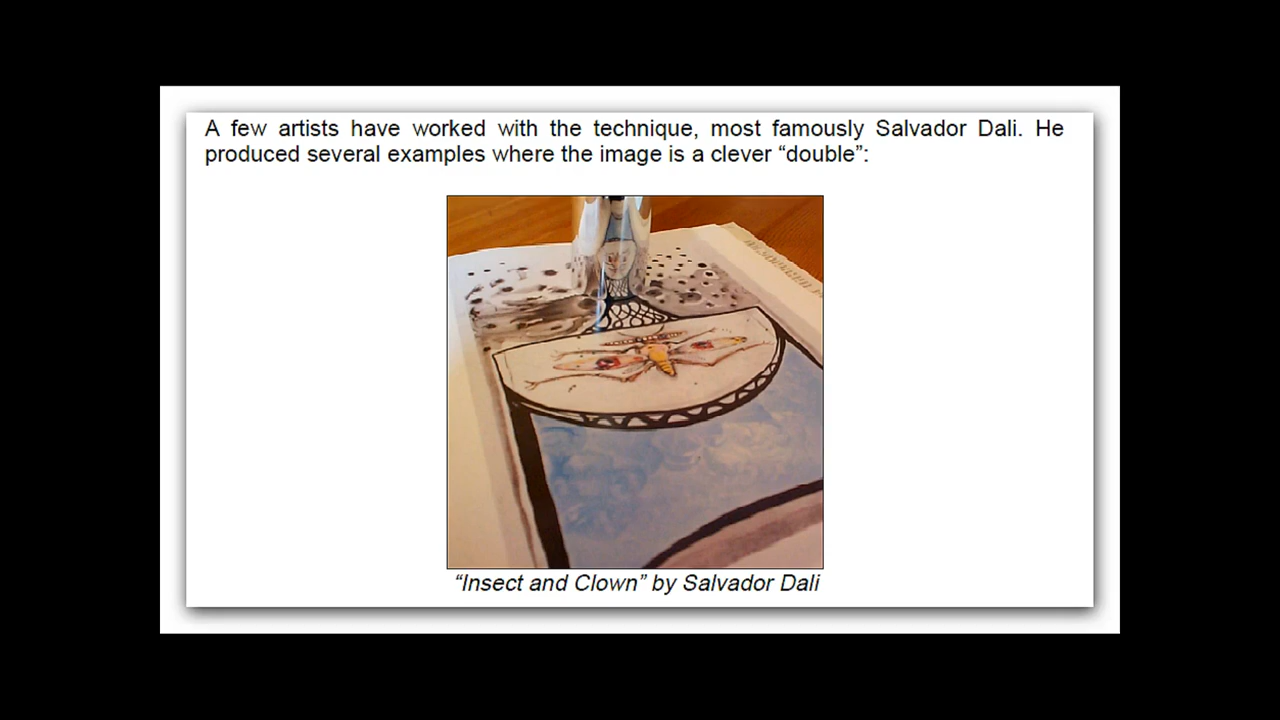 A few artists have worked with the technique, most famously Salvador Dali. He
produced several examples where the image is a clever “double”:
“Insect and Clown” by Salvador Dali